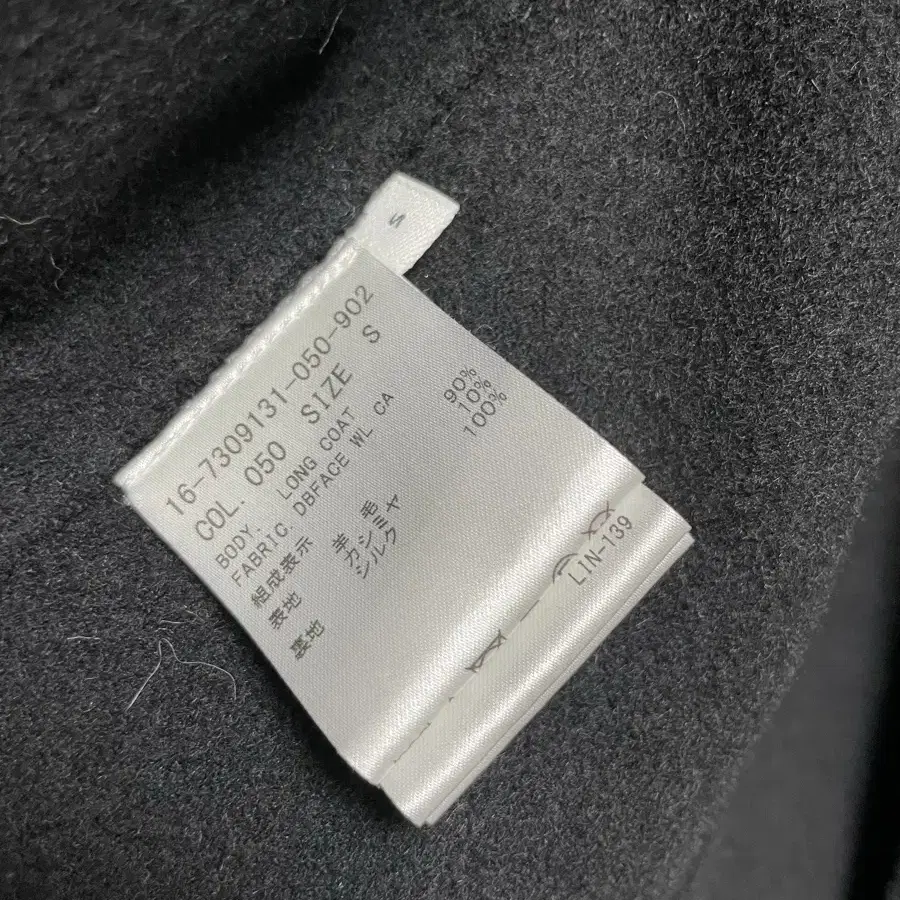 S
16-7309131-050-902
COL. 050 SIZE S
BODY. LONG COAT
FABRIC. DBFACE WL CA
組成表示
表地 羊毛 90%
カシミヤ 10%
裏地 シルク 100%
LIN-139